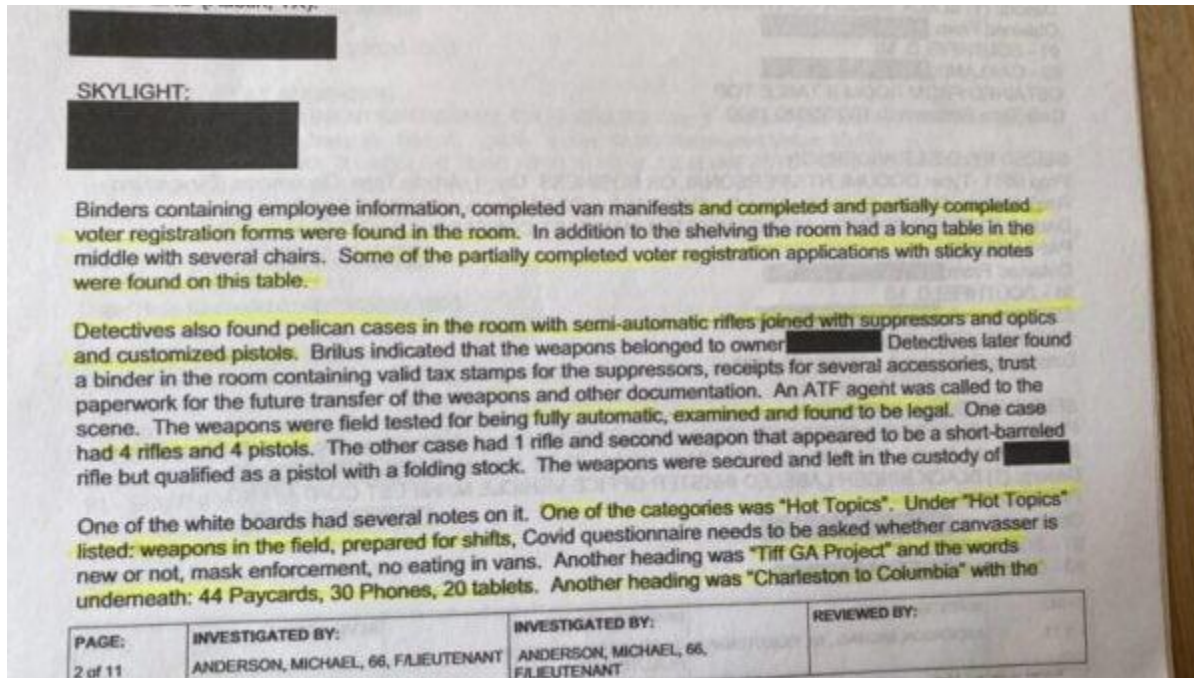 SKYLIGHT:
Binders containing employee information, completed van manifests and completed and partially completed
voter registration forms were found in the room. In addition to the shelving the room had a long table in the
middle with several chairs. Some of the partially completed voter registration applications with sticky notes
were found on this table.
Detectives also found pelican cases in the room with semi-automatic rifles joined with suppressors and optics
and customized pistols. Brilus indicated that the weapons belonged to owner Detectives later found
a binder in the room containing valid tax stamps for the suppressors, receipts for several accessories, trust
paperwork for the future transfer of the weapons and other documentation. An ATF agent was called to the
scene. The weapons were field tested for being fully automatic, examined and found to be legal. One case
had 4 rifles and 4 pistols. The other case had 1 rifle and second weapon that appeared to be a short-barreled
rifle but qualified as a pistol with a folding stock. The weapons were secured and left in the custody of
One of the white boards had several notes on it. One of the categories was "Hot Topics". Under "Hot Topics"
listed: weapons in the field, prepared for shifts, Covid questionnaire needs to be asked whether canvasser is
new or not, mask enforcement, no eating in vans. Another heading was "Tiff GA Project" and the words
underneath: 44 Paycards, 30 Phones, 20 tablets. Another heading was "Charleston to Columbia" with the
PAGE: INVESTIGATED BY: INVESTIGATED BY: REVIEWED BY:
2 of 11 ANDERSON, MICHAEL, 66, F/LIEUTENANT ANDERSON, MICHAEL, 66,
F/LIEUTENANT